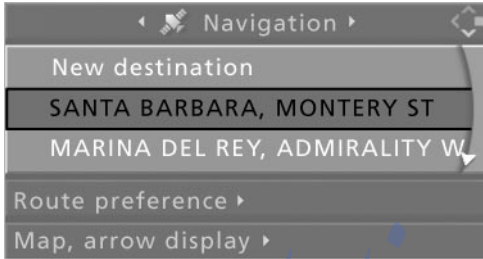 Navigation
New destination
SANTA BARBARA, MONTERY ST
MARINA DEL REY, ADMIRALITY W
Route preference
Map, arrow display